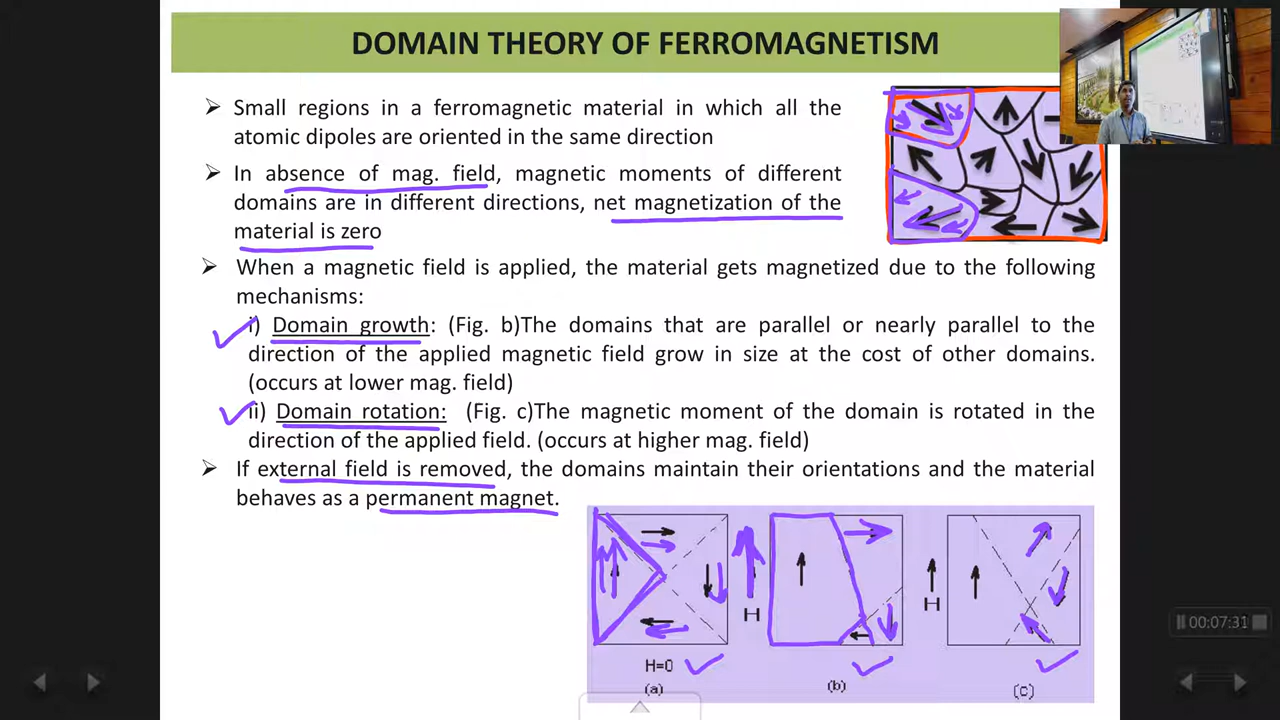 DOMAIN THEORY OF FERROMAGNETISM
➢ Small regions in a ferromagnetic material in which all the
atomic dipoles are oriented in the same direction
➢ In absence of mag. field, magnetic moments of different
domains are in different directions, net magnetization of the
material is zero
➢ When a magnetic field is applied, the material gets magnetized due to the following
mechanisms:
i) Domain growth: (Fig. b)The domains that are parallel or nearly parallel to the
direction of the applied magnetic field grow in size at the cost of other domains.
(occurs at lower mag. field)
ii) Domain rotation: (Fig. c)The magnetic moment of the domain is rotated in the
direction of the applied field. (occurs at higher mag. field)
➢ If external field is removed, the domains maintain their orientations and the material
behaves as a permanent magnet.
H
H
H=0
(a)
(b)
(c)
00:07:31